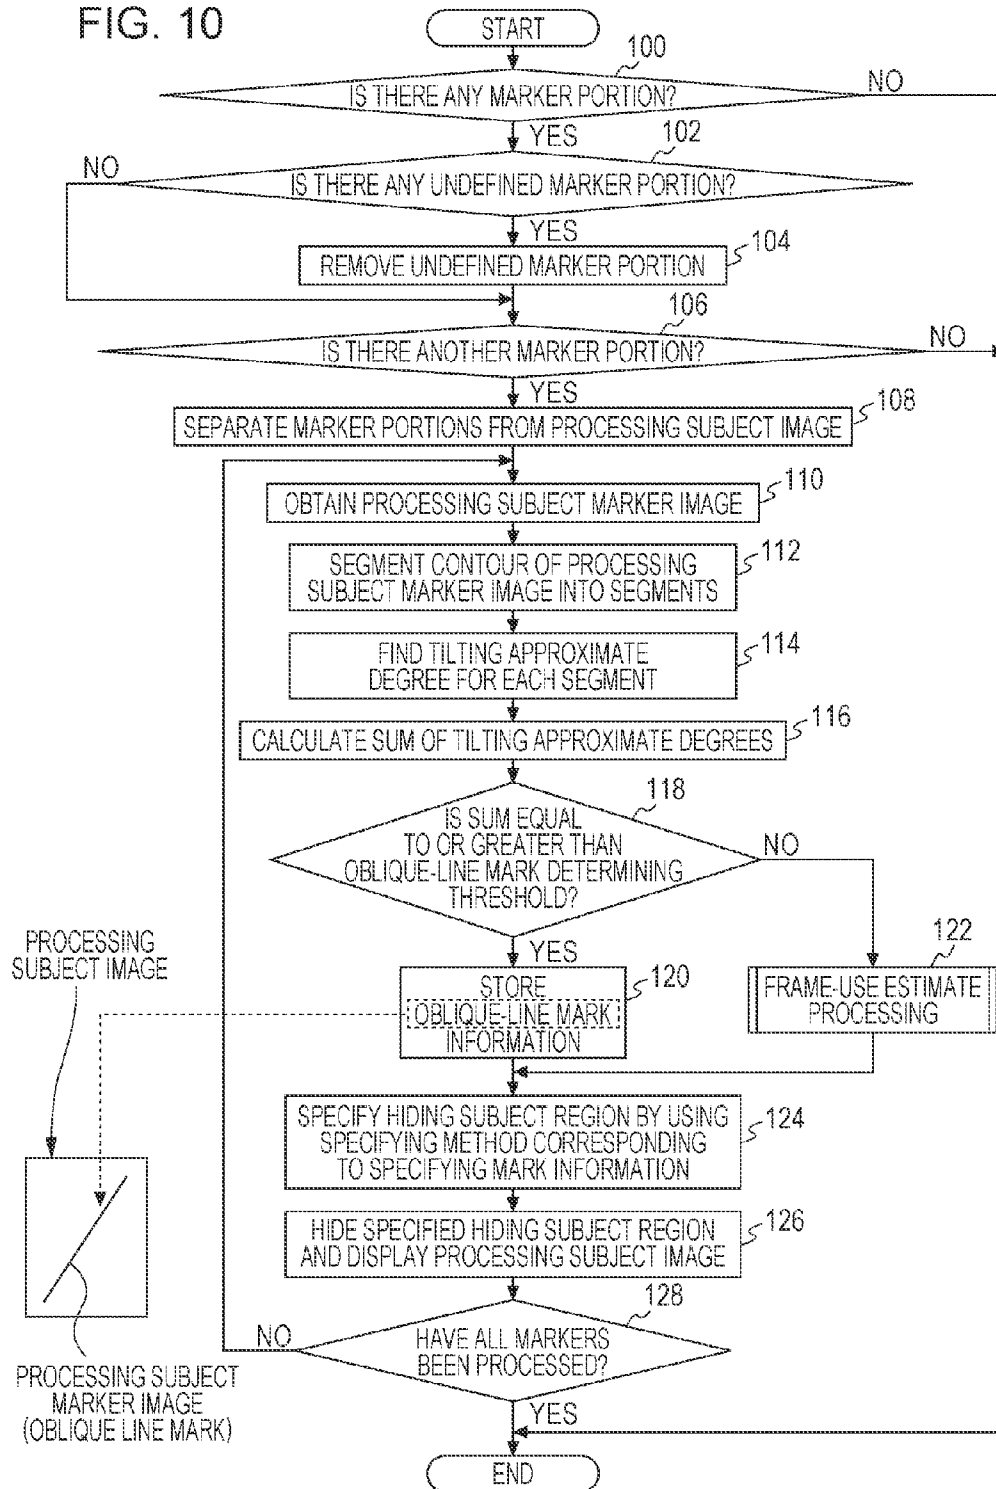 FIG. 10
START
100
IS THERE ANY MARKER PORTION?
NO
YES
102
NO
IS THERE ANY UNDEFINED MARKER PORTION?
YES
104
REMOVE UNDEFINED MARKER PORTION
106
IS THERE ANOTHER MARKER PORTION?
NO
YES
108
SEPARATE MARKER PORTIONS FROM PROCESSING SUBJECT IMAGE
110
OBTAIN PROCESSING SUBJECT MARKER IMAGE
112
SEGMENT CONTOUR OF PROCESSING
SUBJECT MARKER IMAGE INTO SEGMENTS
114
FIND TILTING APPROXIMATE
DEGREE FOR EACH SEGMENT
116
CALCULATE SUM OF TILTING APPROXIMATE DEGREES
118
IS SUM EQUAL
TO OR GREATER THAN
OBLIQUE-LINE MARK DETERMINING
THRESHOLD?
NO
YES
PROCESSING
SUBJECT IMAGE
120
STORE
OBLIQUE-LINE MARK
INFORMATION
122
FRAME-USE ESTIMATE
PROCESSING
124
SPECIFY HIDING SUBJECT REGION BY USING
SPECIFYING METHOD CORRESPONDING
TO SPECIFYING MARK INFORMATION
126
HIDE SPECIFIED HIDING SUBJECT REGION
AND DISPLAY PROCESSING SUBJECT IMAGE
128
NO
HAVE ALL MARKERS
BEEN PROCESSED?
YES
PROCESSING SUBJECT
MARKER IMAGE
(OBLIQUE LINE MARK)
END